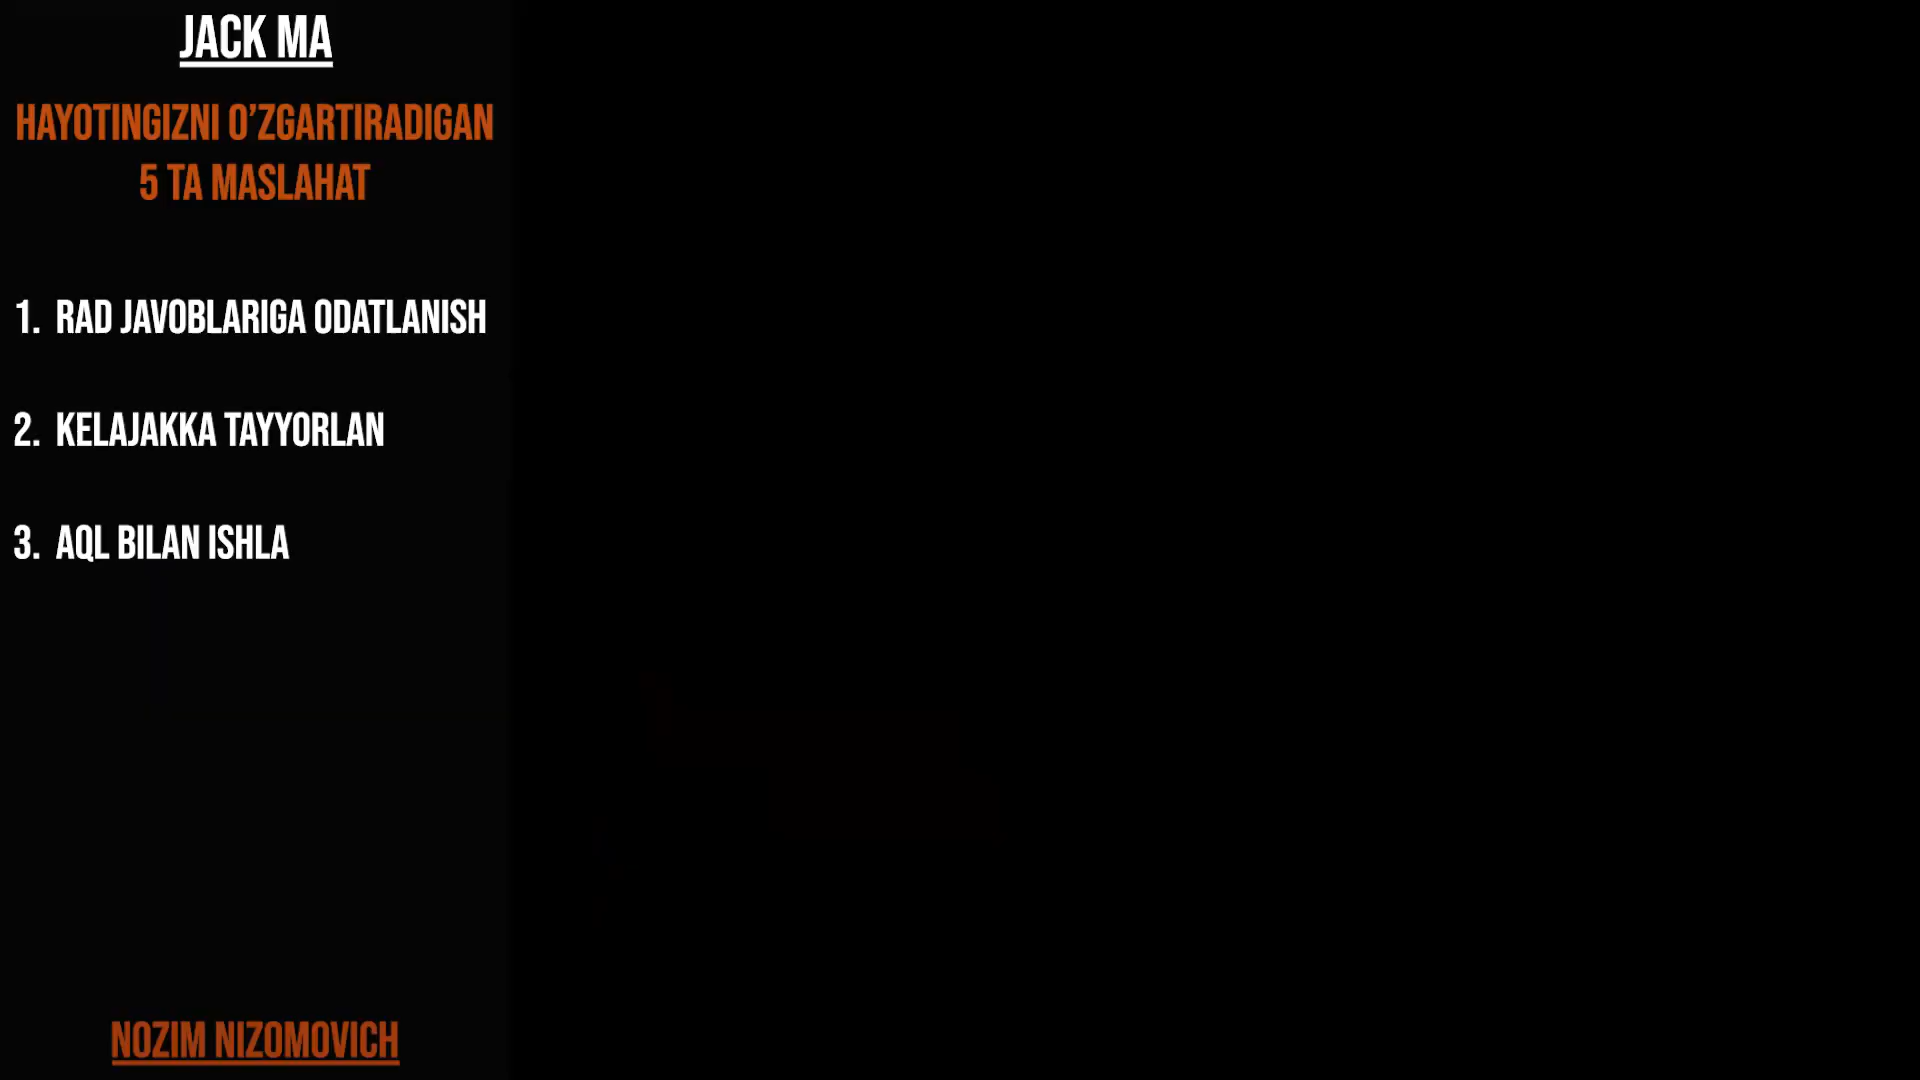 JACK MA
HAYOTINGIZNI O’ZGARTIRADIGAN
5 TA MASLAHAT
1. RAD JAVOBLARIGA ODATLANISH
2. KELAJAKKA TAYYORLAN
3. AQL BILAN ISHLA
NOZIM NIZOMOVICH